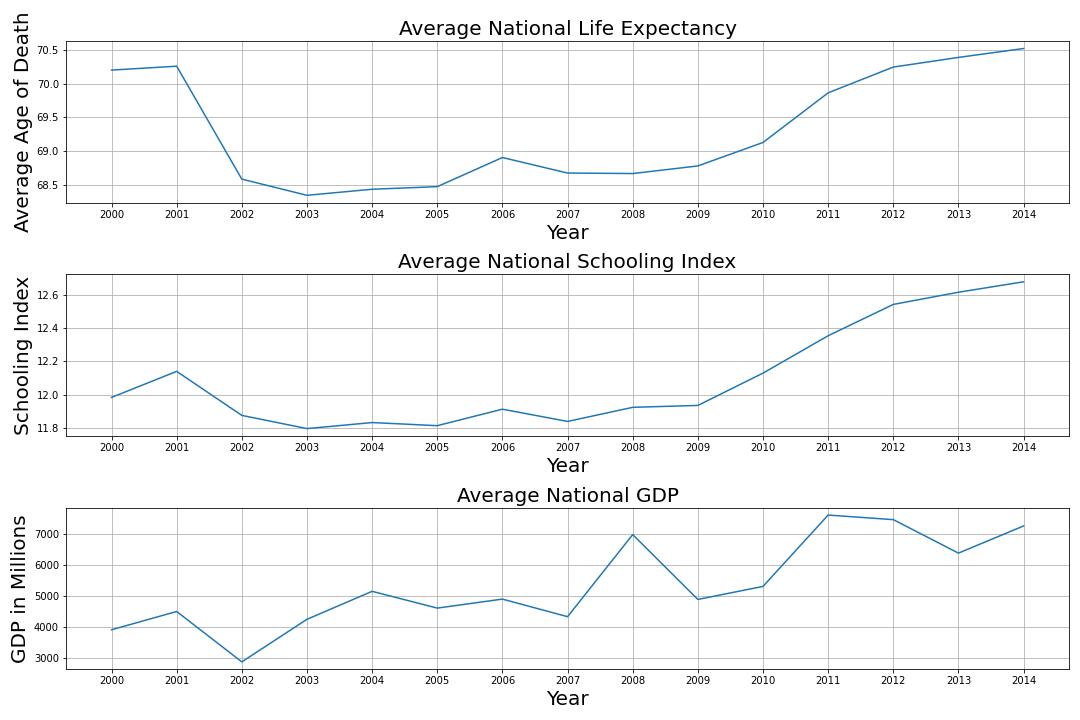 Average National Life Expectancy
Average Age of Death
70.5
70.0
69.5
69.0
68.5
2000 2001 2002 2003 2004 2005 2006 2007 2008 2009 2010 2011 2012 2013 2014
Year
Average National Schooling Index
Schooling Index
12.6
12.4
12.2
12.0
11.8
2000 2001 2002 2003 2004 2005 2006 2007 2008 2009 2010 2011 2012 2013 2014
Year
Average National GDP
GDP in Millions
7000
6000
5000
4000
3000
2000 2001 2002 2003 2004 2005 2006 2007 2008 2009 2010 2011 2012 2013 2014
Year